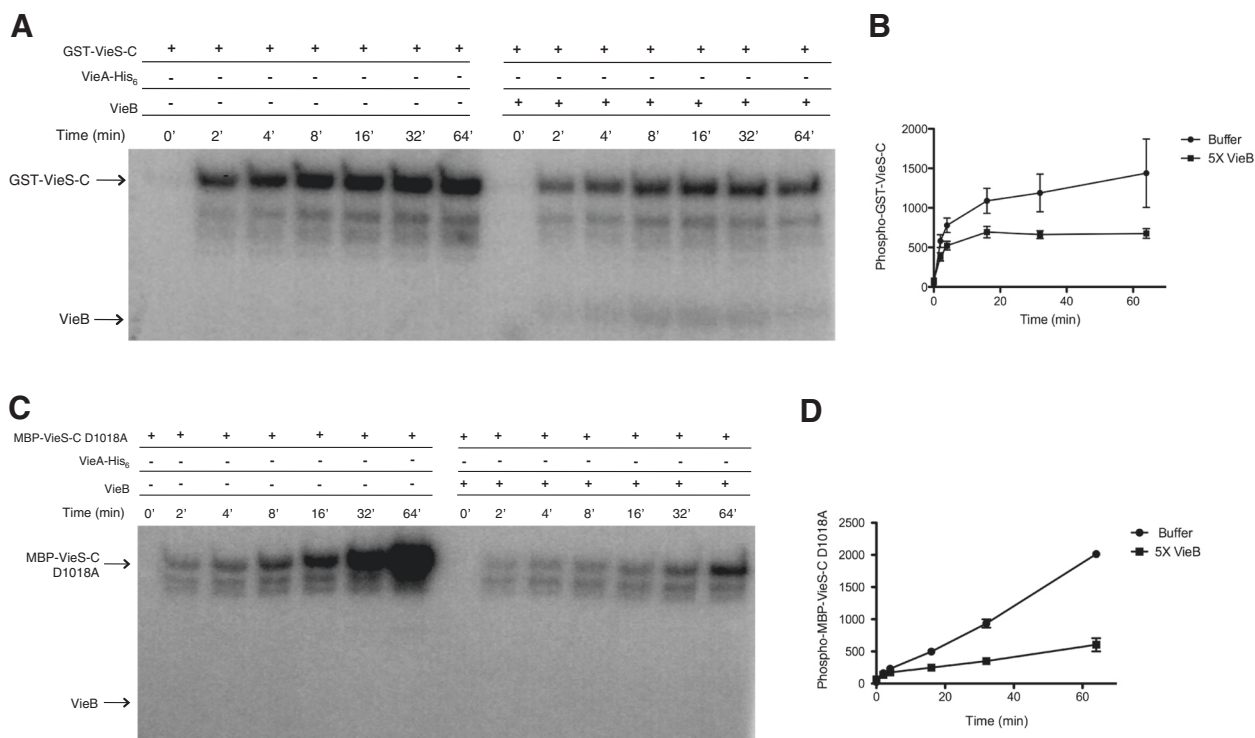 A
GST-VieS-C + + + + + + + + + + + + + +
VieA-His₆ - - - - - - - - - - - - - -
VieB - - - - - - - + + + + + + +
Time (min) 0' 2' 4' 8' 16' 32' 64' 0' 2' 4' 8' 16' 32' 64'
GST-VieS-C
VieB
B
Phospho-GST-VieS-C
2000
1500
1000
500
0
0 20 40 60
Time (min)
Buffer
5X VieB
C
MBP-VieS-C D1018A + + + + + + + + + + + + + +
VieA-His₆ - - - - - - - - - - - - - -
VieB - - - - - - - + + + + + + +
Time (min) 0' 2' 4' 8' 16' 32' 64' 0' 2' 4' 8' 16' 32' 64'
MBP-VieS-C
D1018A
VieB
D
Phospho-MBP-VieS-C D1018A
2500
2000
1500
1000
500
0
0 20 40 60
Time (min)
Buffer
5X VieB